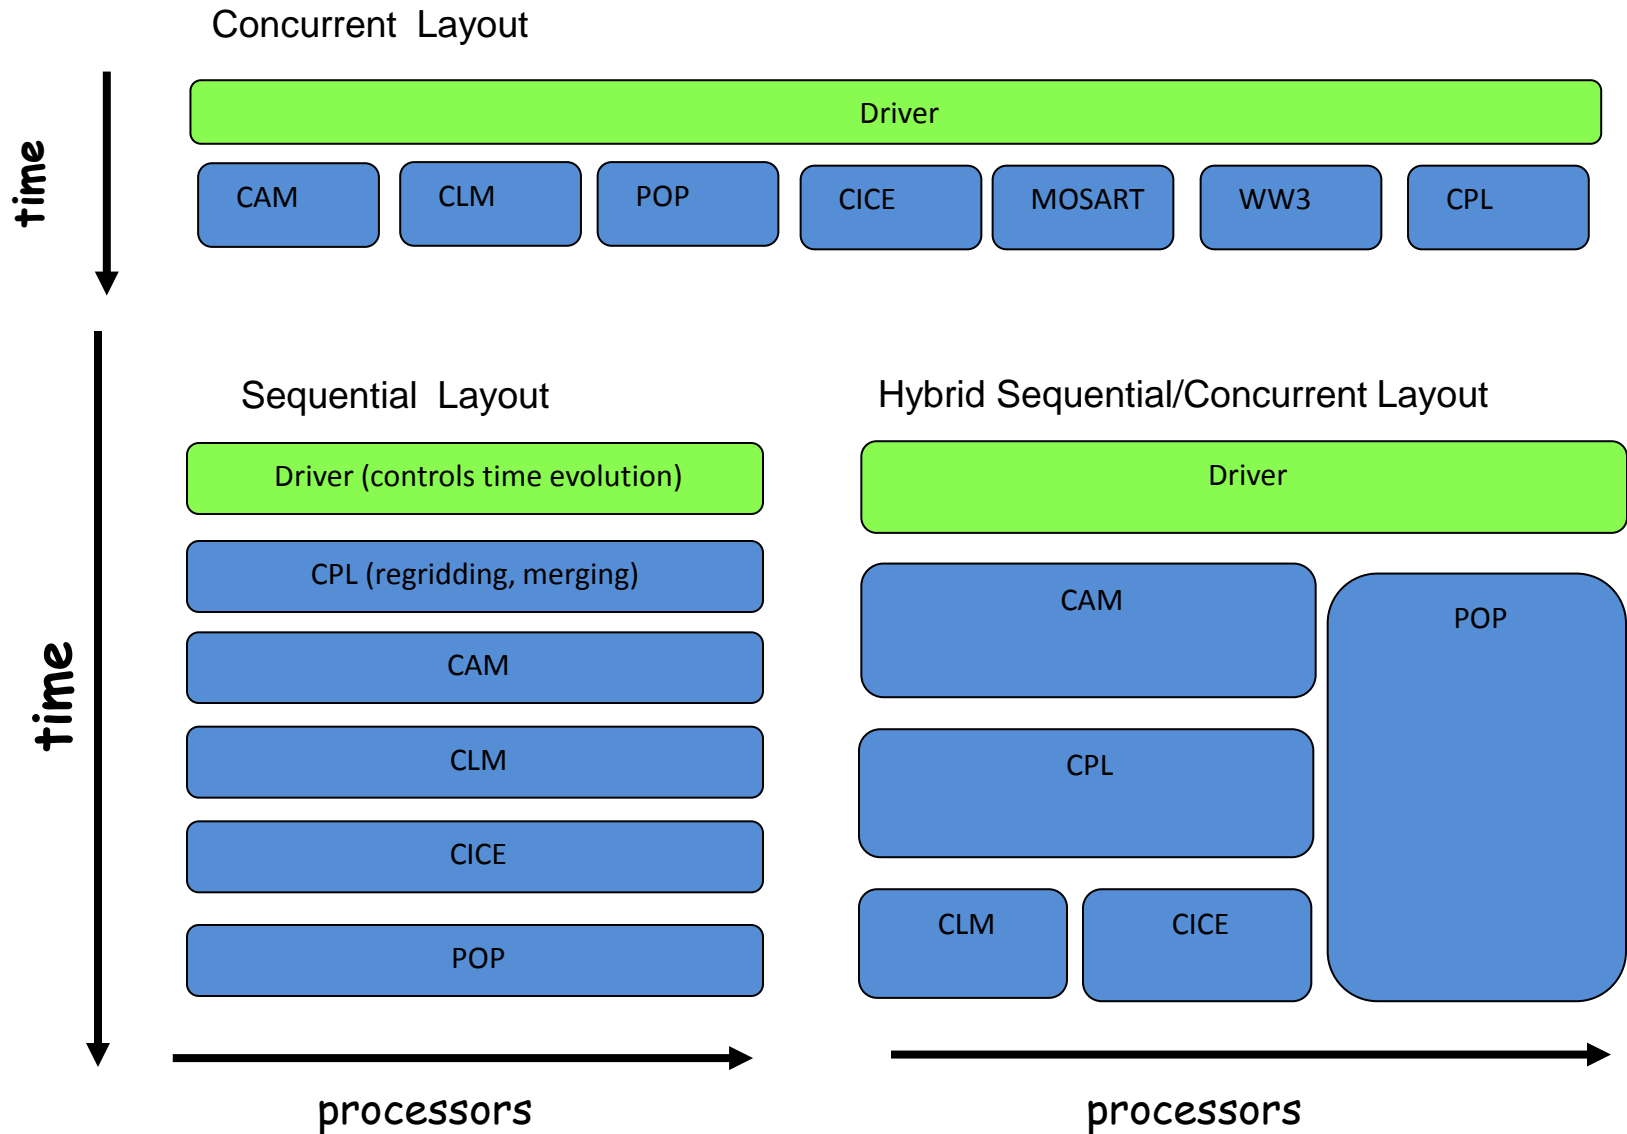 Concurrent Layout
time
Driver
CAM
CLM
POP
CICE
MOSART
WW3
CPL
time
Sequential Layout
Driver (controls time evolution)
CPL (regridding, merging)
CAM
CLM
CICE
POP
processors
Hybrid Sequential/Concurrent Layout
Driver
CAM
POP
CPL
CLM
CICE
processors